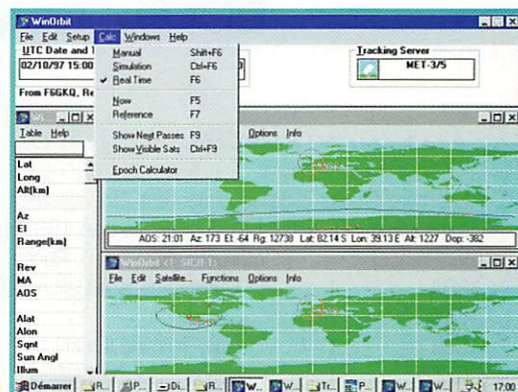 WinOrbit
File Edit Setup Calc Windows Help
UTC Date and T
02/10/97 15:00
Tracking Server
MET-3/5
From F6GKQ, Re
Manual Shift+F6
Simulation Ctrl+F6
✓ Real Time F6
Now F5
Reference F7
Show Next Passes F9
Show Visible Sats Ctrl+F9
Epoch Calculator
Table Help
Options Info
Lat
Long
Alt(km)
Az
El
Range(km)
Rev
MA
AOS
Alat
Alon
Sqnt
Sun Angl
Illum
AOS: 21:01 Az: 173 El: -64 Rg: 12738 Lat: 82.14 S Lon: 39.13 E Alt: 1227 Dop: -382
File Edit Satellite... Functions Options Info
Démarrer
17:00